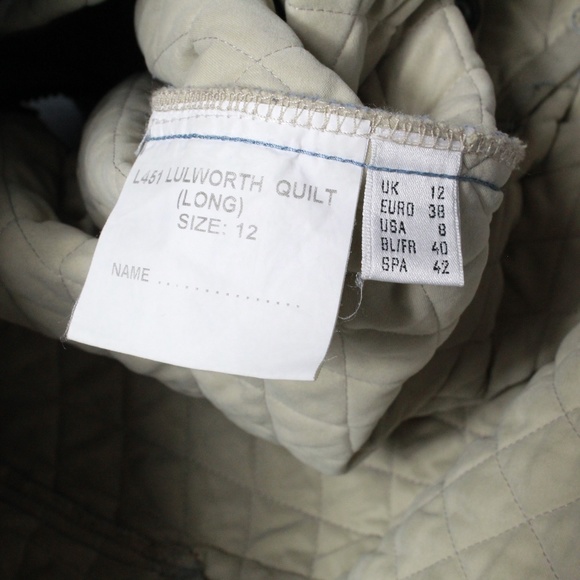 L451 LULWORTH QUILT
(LONG)
SIZE: 12
NAME ................
UK 12
EURO 38
USA 8
BL/FR 40
SPA 42